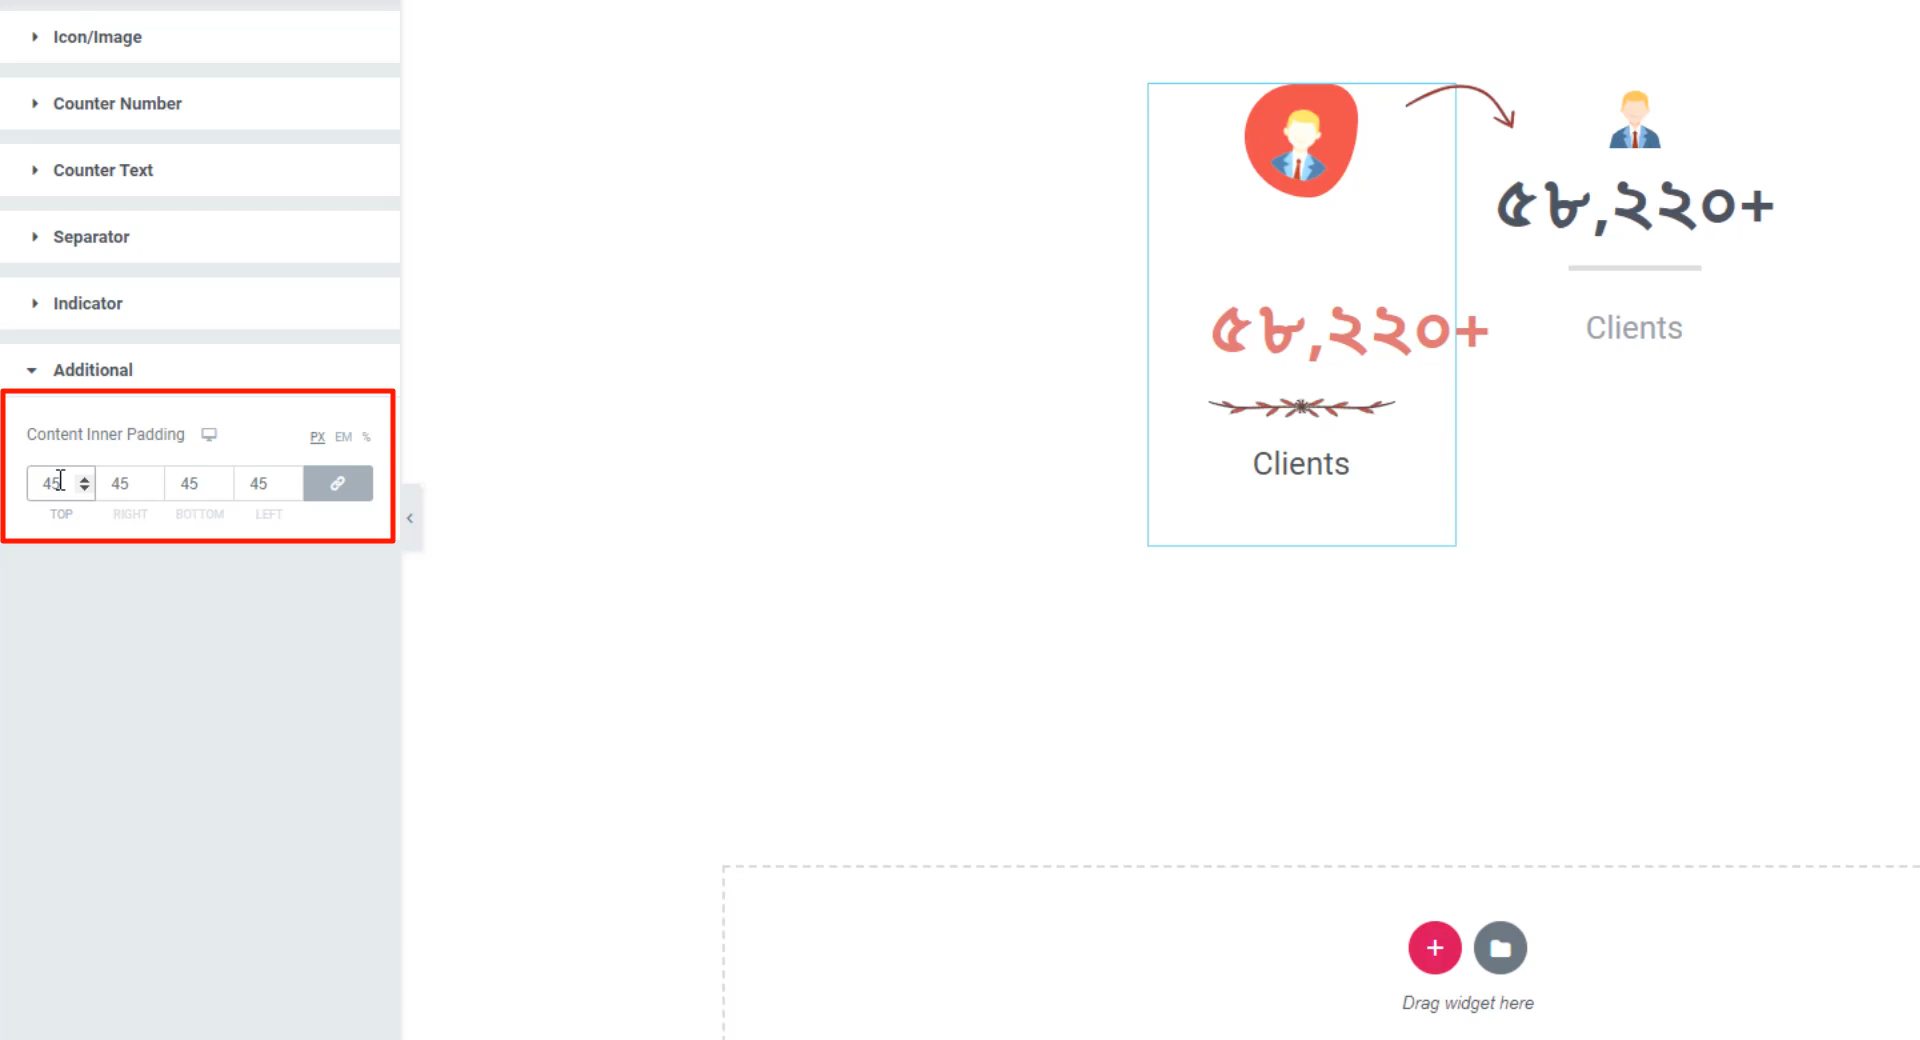 Icon/Image
Counter Number
Counter Text
Separator
Indicator
Additional
Content Inner Padding PX EM %
45 45 45 45
TOP RIGHT BOTTOM LEFT
৫৮,২২০+
Clients
৫৮,২২০+
Clients
Drag widget here